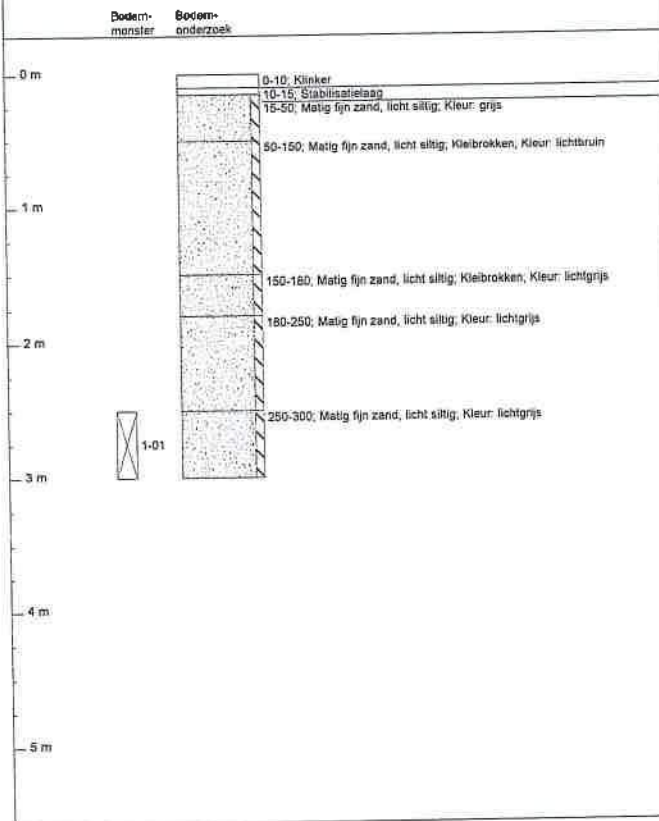 Bodem- Bodem-
monster onderzoek
0 m
0-10; Klinker
10-15; Stabilisatielaag
15-50; Matig fijn zand, licht siltig; Kleur: grijs
50-150; Matig fijn zand, licht siltig; Kleibrokken; Kleur: lichtbruin
1 m
150-180; Matig fijn zand, licht siltig; Kleibrokken; Kleur: lichtgrijs
180-250; Matig fijn zand, licht siltig; Kleur: lichtgrijs
2 m
250-300; Matig fijn zand, licht siltig; Kleur: lichtgrijs
1-01
3 m
4 m
5 m